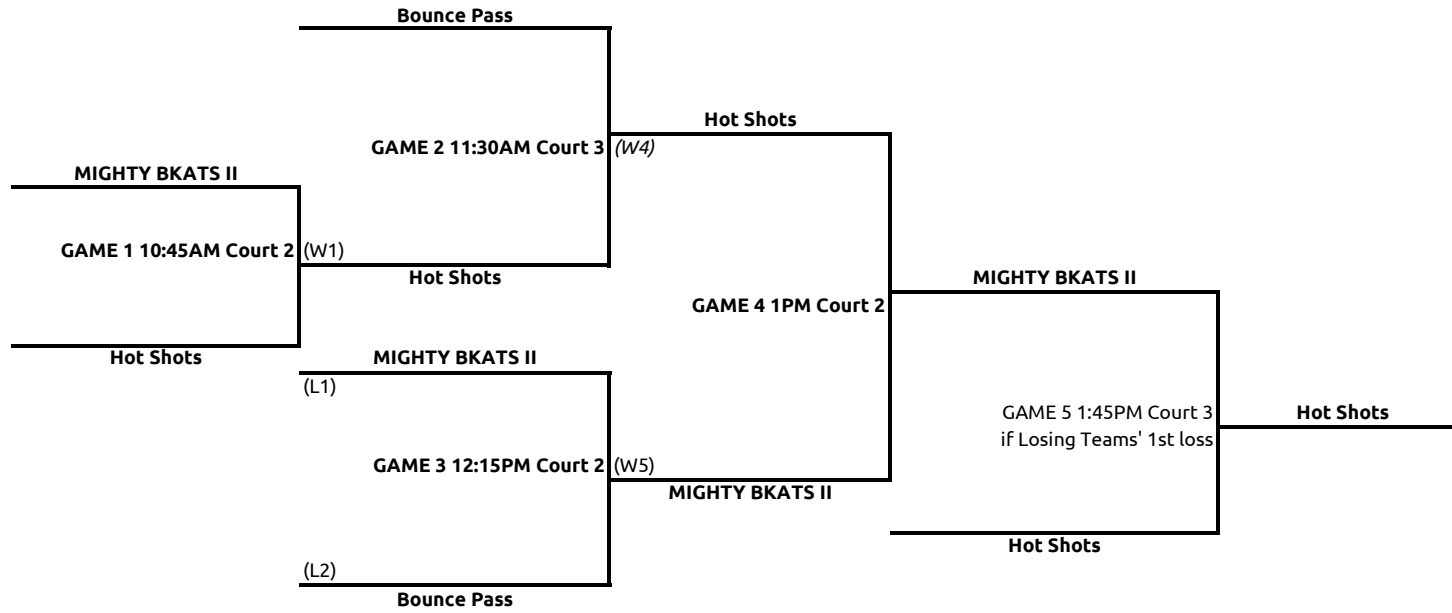 Bounce Pass
Hot Shots
GAME 2 11:30AM Court 3 (W4)
MIGHTY BKATS II
GAME 1 10:45AM Court 2 (W1)
Hot Shots
MIGHTY BKATS II
GAME 4 1PM Court 2
Hot Shots
MIGHTY BKATS II
(L1)
GAME 5 1:45PM Court 3
if Losing Teams' 1st loss
Hot Shots
GAME 3 12:15PM Court 2 (W5)
MIGHTY BKATS II
Hot Shots
(L2)
Bounce Pass